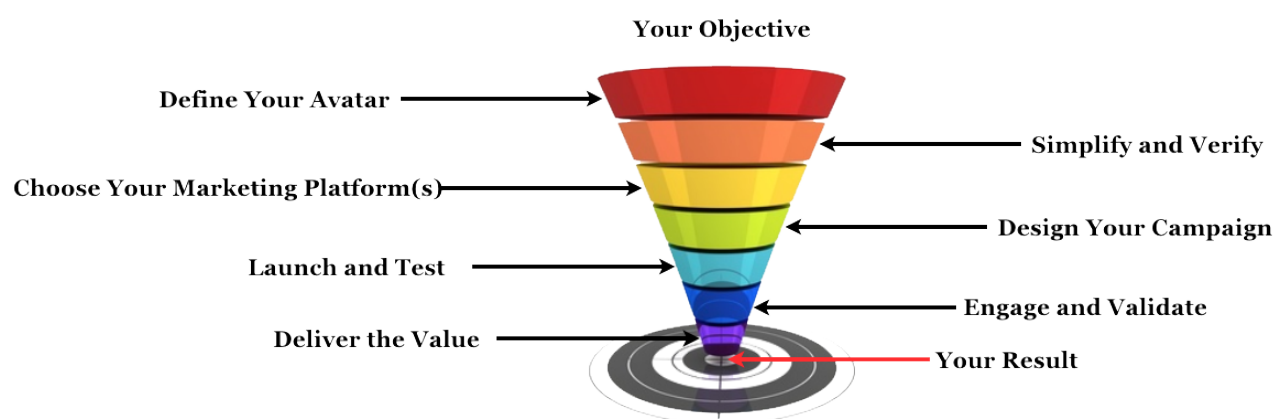 Your Objective
Define Your Avatar
Simplify and Verify
Choose Your Marketing Platform(s)
Design Your Campaign
Launch and Test
Engage and Validate
Deliver the Value
Your Result